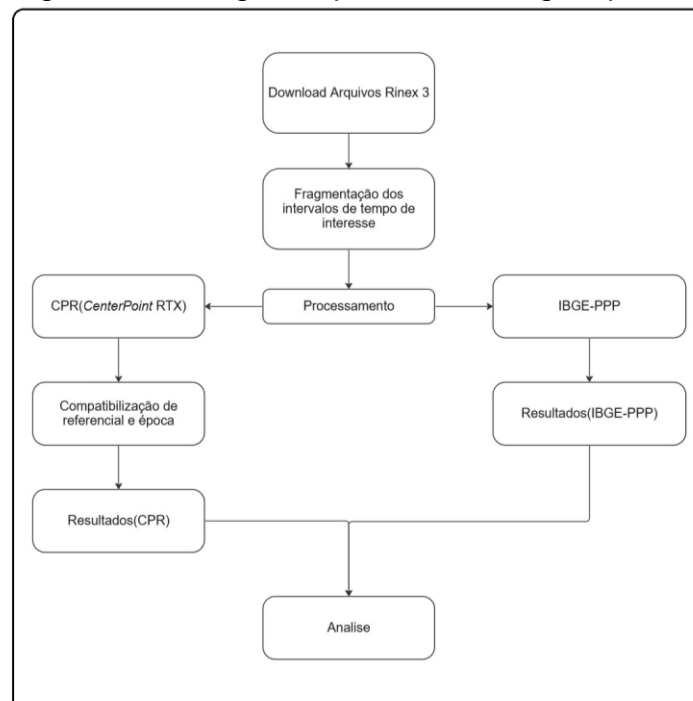 Download Arquivos Rinex 3
Fragmentação dos
intervalos de tempo de
interesse
Processamento
CPR(CenterPoint RTX)
IBGE-PPP
Compatibilização de
referencial e época
Resultados(IBGE-PPP)
Resultados(CPR)
Analise